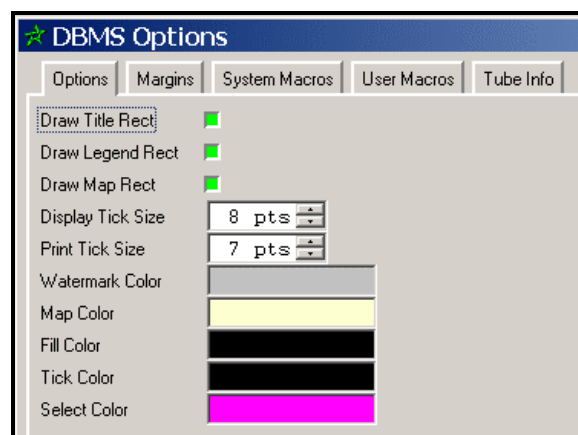 DBMS Options
Options Margins System Macros User Macros Tube Info
Draw Title Rect
Draw Legend Rect
Draw Map Rect
Display Tick Size 8 pts
Print Tick Size 7 pts
Watermark Color
Map Color
Fill Color
Tick Color
Select Color